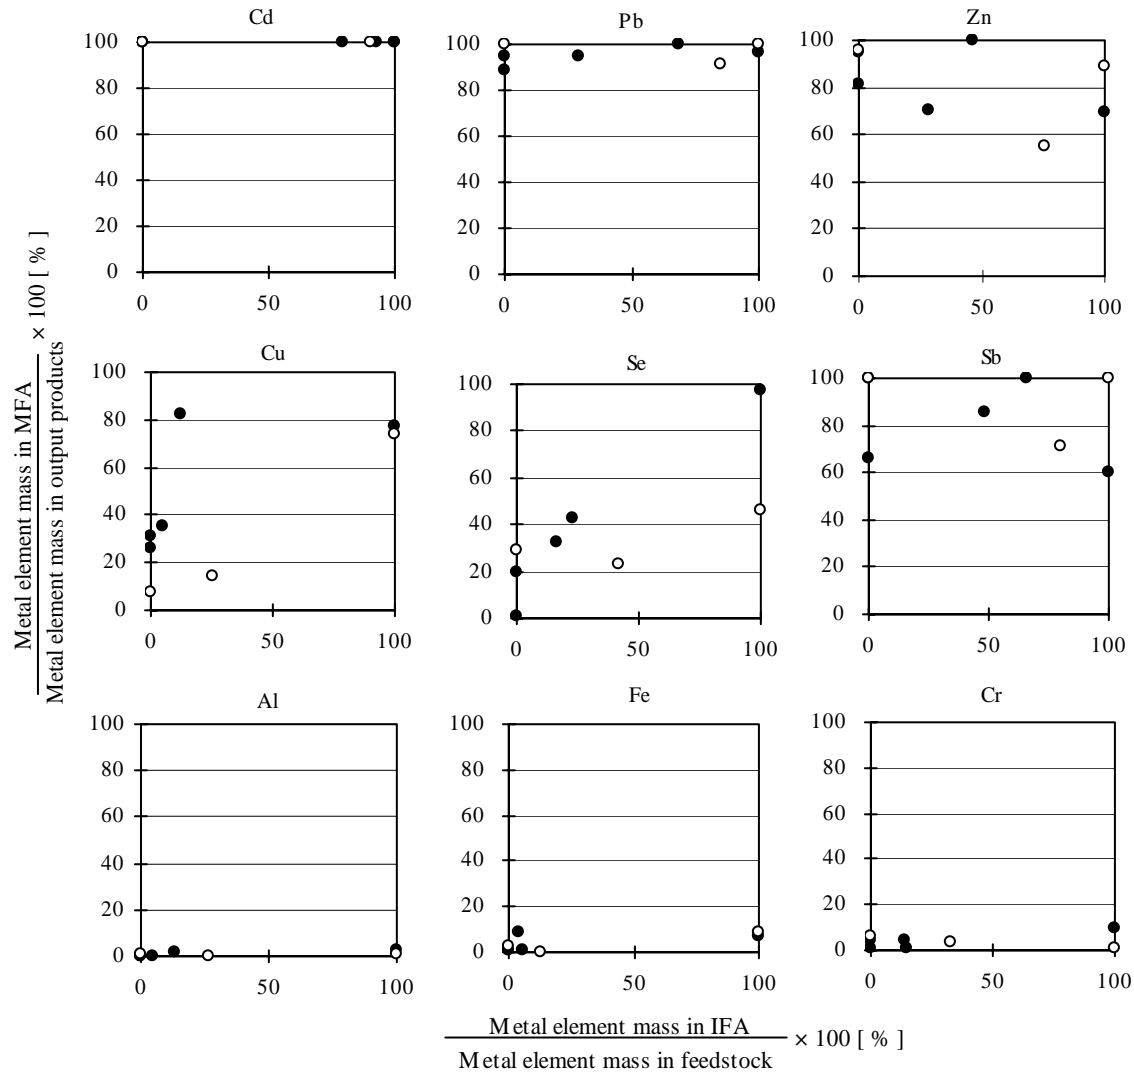 Cd
100
80
60
40
20
0
0 50 100
Pb
100
80
60
40
20
0
0 50 100
Zn
100
80
60
40
20
0
0 50 100
Cu
100
80
60
40
20
0
0 50 100
Se
100
80
60
40
20
0
0 50 100
Sb
100
80
60
40
20
0
0 50 100
Al
100
80
60
40
20
0
0 50 100
Fe
100
80
60
40
20
0
0 50 100
Cr
100
80
60
40
20
0
0 50 100
Metal element mass in MFA
Metal element mass in output products
× 100 [ % ]
Metal element mass in IFA
Metal element mass in feedstock
× 100 [ % ]